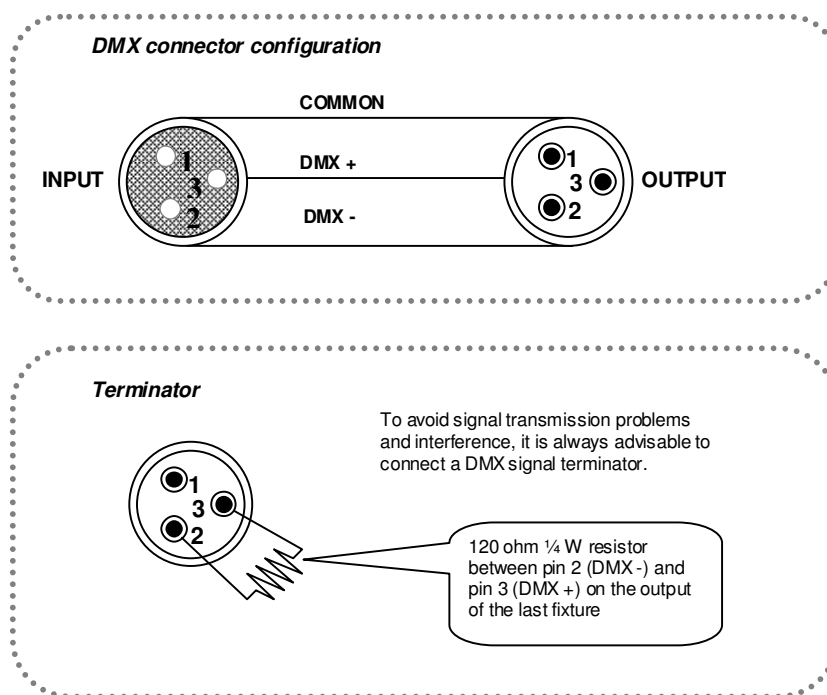 DMX connector configuration
COMMON
INPUT
1
3
2
DMX +
DMX -
1
3
2
OUTPUT
Terminator
To avoid signal transmission problems
and interference, it is always advisable to
connect a DMX signal terminator.
1
3
2
120 ohm ¼ W resistor
between pin 2 (DMX -) and
pin 3 (DMX +) on the output
of the last fixture